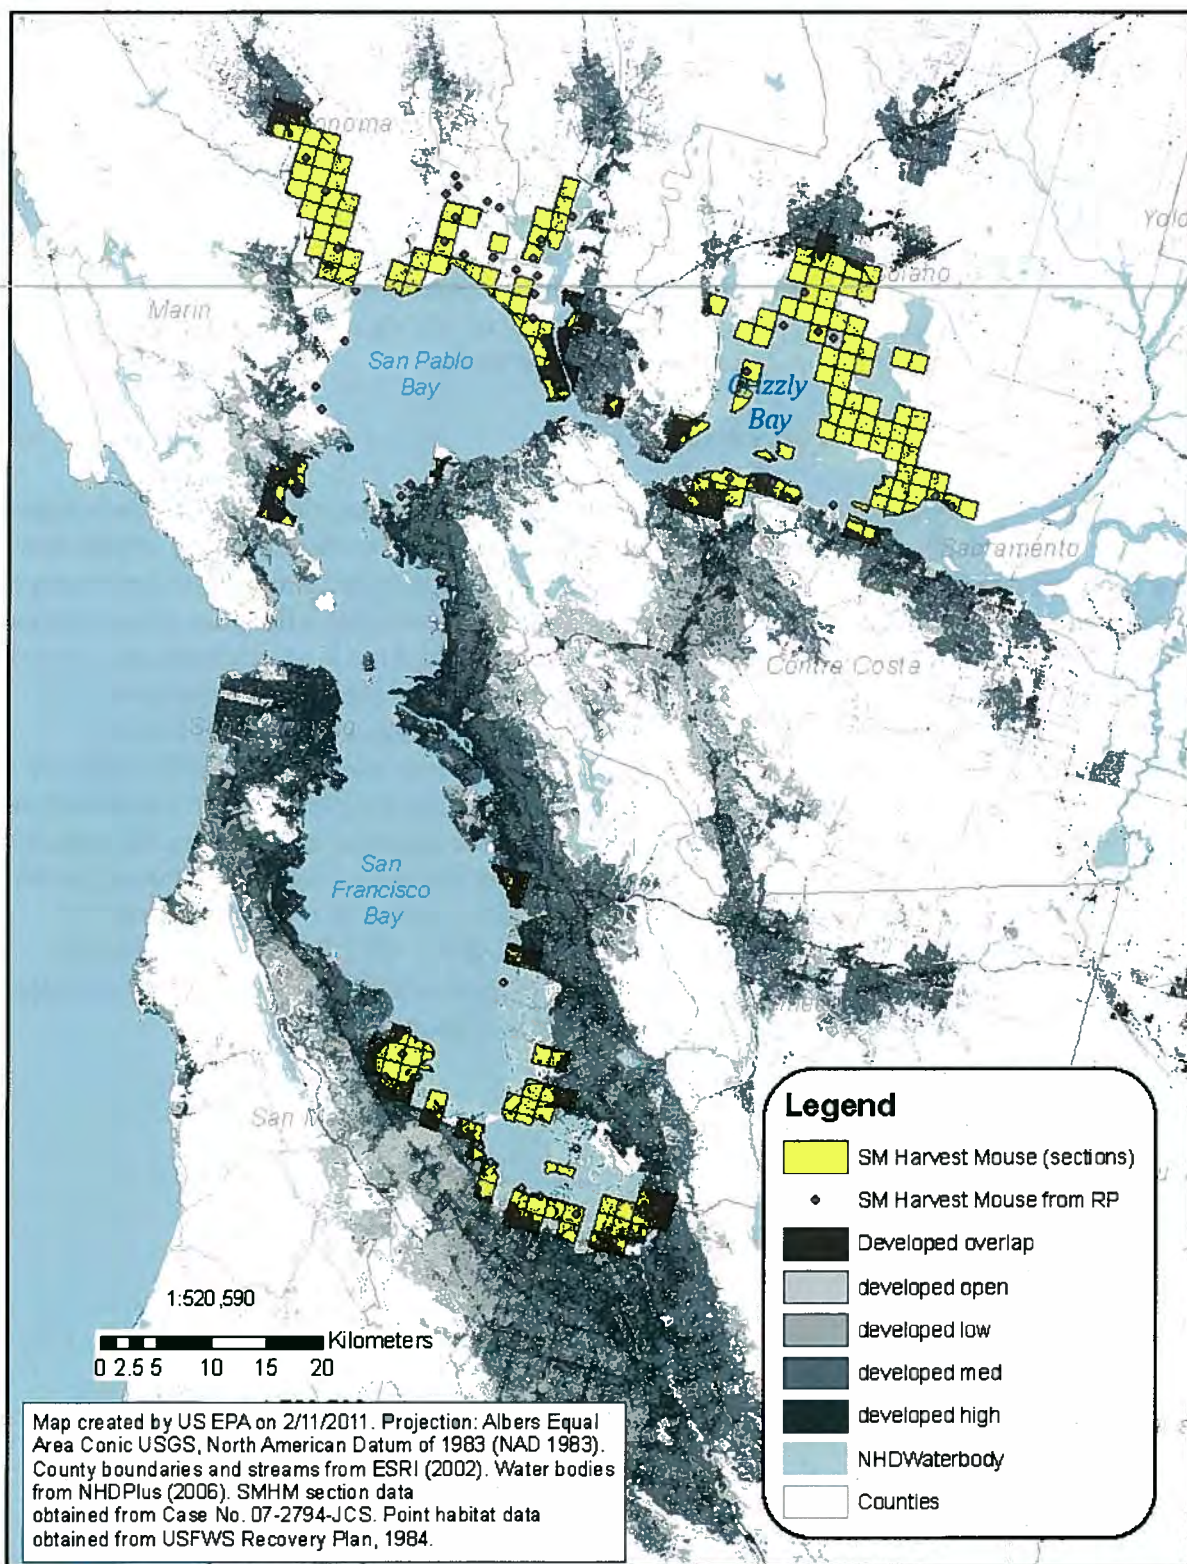 Marin
San Pablo
Bay
Grizzly
Bay
Sacramento
Contra Costa
San
Francisco
Bay
Legend
SM Harvest Mouse (sections)
SM Harvest Mouse from RP
Developed overlap
developed open
developed low
developed med
developed high
NHDWaterbody
Counties
1:520,590
Kilometers
0 2.5 5 10 15 20
Map created by US EPA on 2/11/2011. Projection: Albers Equal
Area Conic USGS, North American Datum of 1983 (NAD 1983).
County boundaries and streams from ESRI (2002). Water bodies
from NHDPlus (2006). SMHM section data
obtained from Case No. 07-2794-JCS. Point habitat data
obtained from USFWS Recovery Plan, 1984.